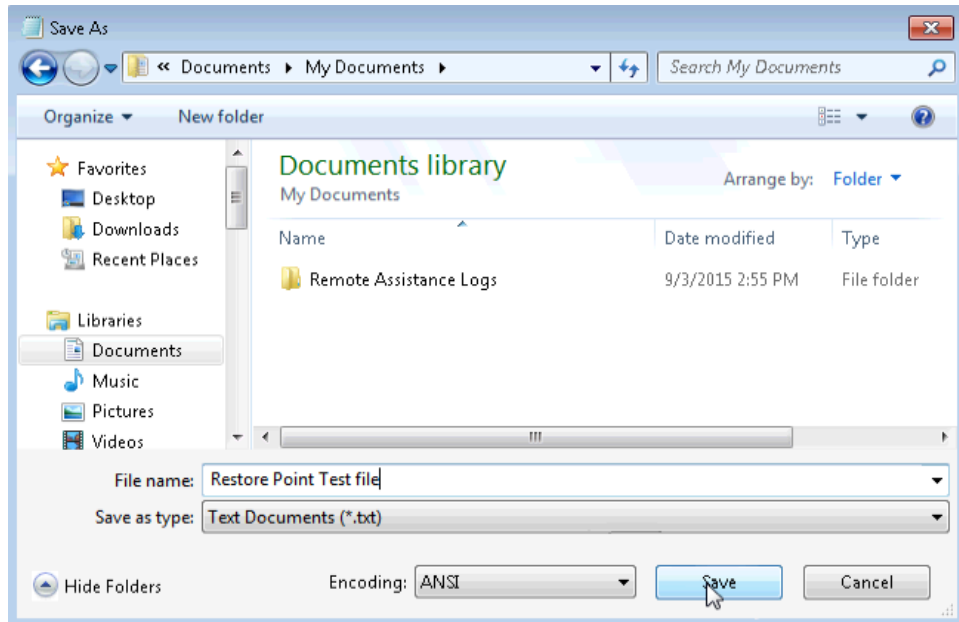 Save As
« Documents ▸ My Documents ▸
Search My Documents
Organize
New folder
Favorites
Desktop
Downloads
Recent Places
Libraries
Documents
Music
Pictures
Videos
Documents library
My Documents
Arrange by: Folder
Name Date modified Type
Remote Assistance Logs 9/3/2015 2:55 PM File folder
File name: Restore Point Test file
Save as type: Text Documents (*.txt)
Hide Folders
Encoding: ANSI
Save
Cancel